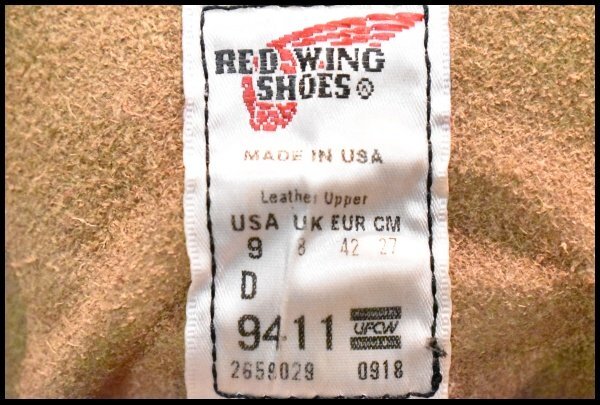 RED WING
SHOES®
MADE IN USA
Leather Upper
USA UK EUR CM
9 8 42 27
D
9411 UFCW
2658029 0918